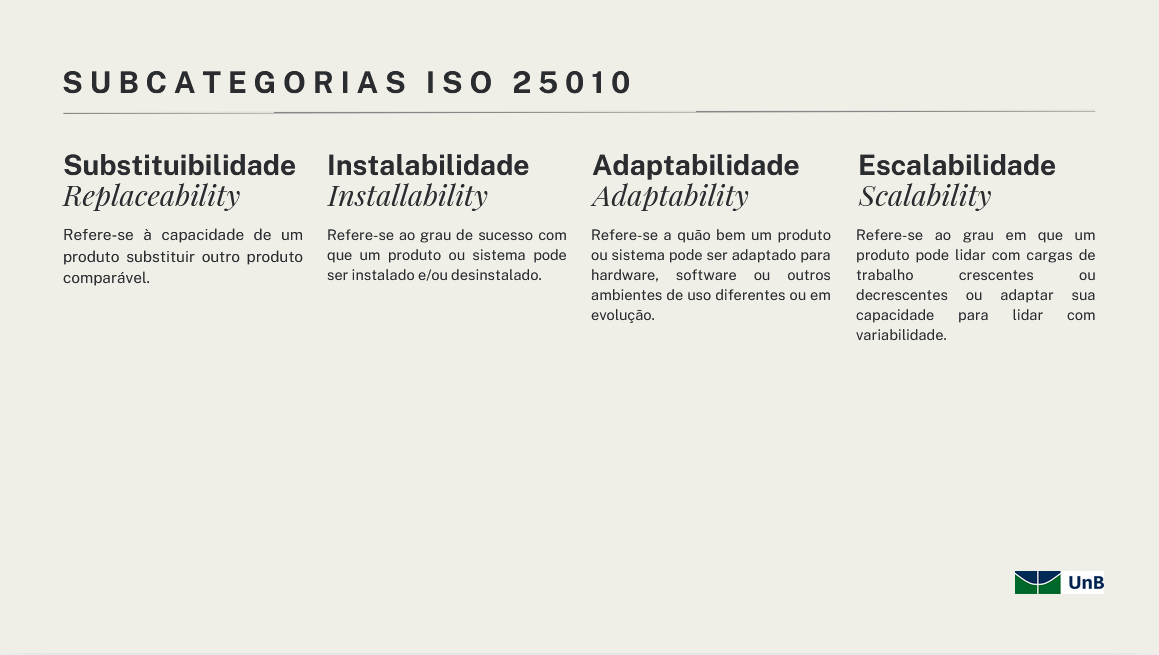 SUBCATEGORIAS ISO 25010
Substituibilidade
Replaceability
Refere-se à capacidade de um
produto substituir outro produto
comparável.
Instalabilidade
Installability
Refere-se ao grau de sucesso com
que um produto ou sistema pode
ser instalado e/ou desinstalado.
Adaptabilidade
Adaptability
Refere-se a quão bem um produto
ou sistema pode ser adaptado para
hardware, software ou outros
ambientes de uso diferentes ou em
evolução.
Escalabilidade
Scalability
Refere-se ao grau em que um
produto pode lidar com cargas de
trabalho crescentes ou
decrescentes ou adaptar sua
capacidade para lidar com
variabilidade.
UnB